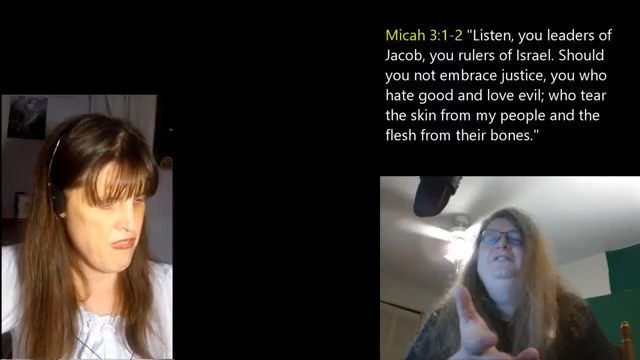 Micah 3:1-2 "Listen, you leaders of
Jacob, you rulers of Israel. Should
you not embrace justice, you who
hate good and love evil; who tear
the skin from my people and the
flesh from their bones."